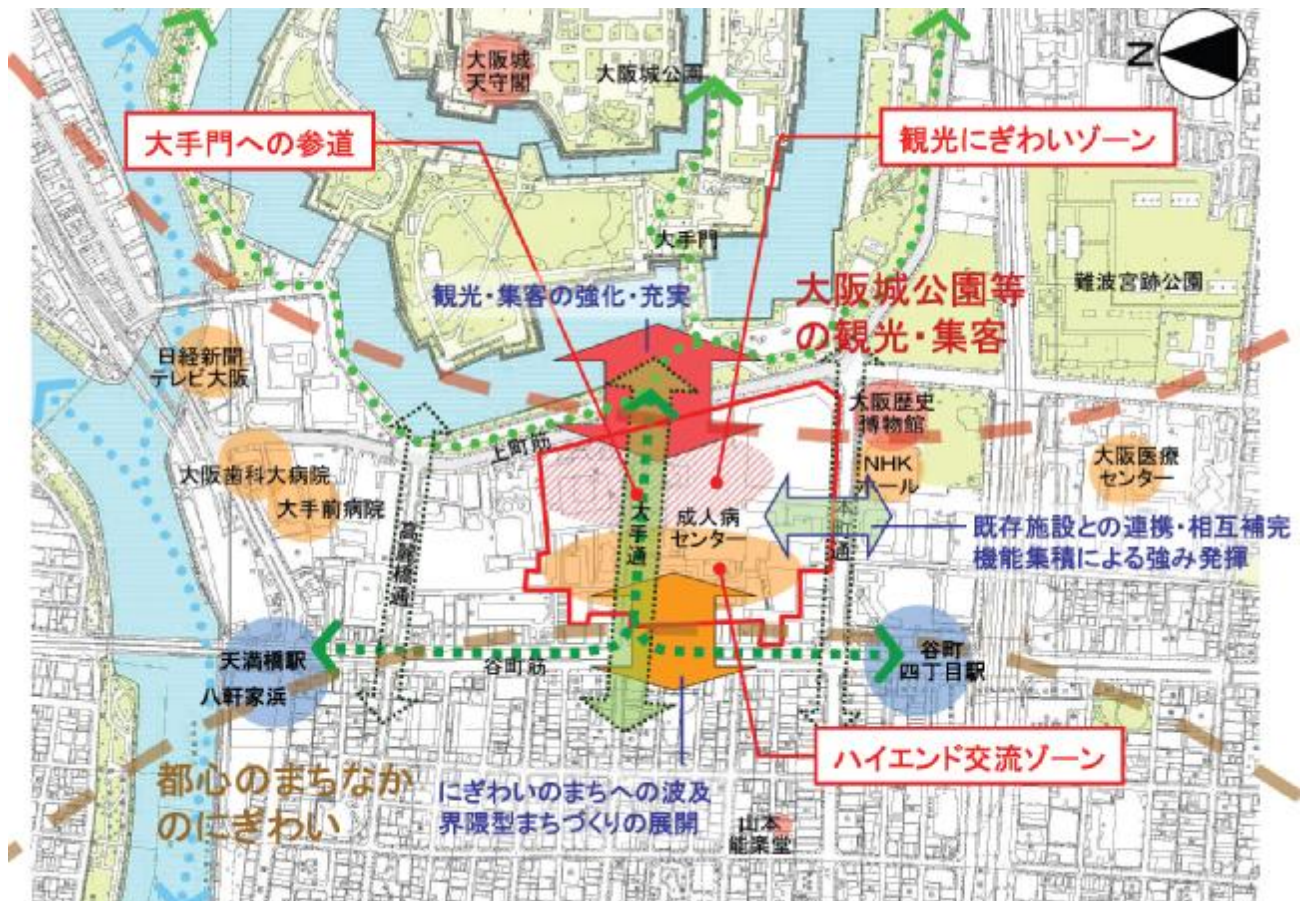 N
大阪城
天守閣
大阪城公園
大手門への参道
観光にぎわいゾーン
大手門
観光・集客の強化・充実
大阪城公園等
の観光・集客
難波宮跡公園
日経新聞
テレビ大阪
大阪歴史
博物館
上町筋
大阪歯科大病院
大手前病院
NHK
ホール
大阪医療
センター
高麗橋通
大手通
成人病
センター
本町通
既存施設との連携・相互補完
機能集積による強み発揮
天満橋駅
八軒家浜
谷町筋
谷町
四丁目駅
ハイエンド交流ゾーン
都心のまちなか
のにぎわい
にぎわいのまちへの波及
界隈型まちづくりの展開
山本
能楽堂